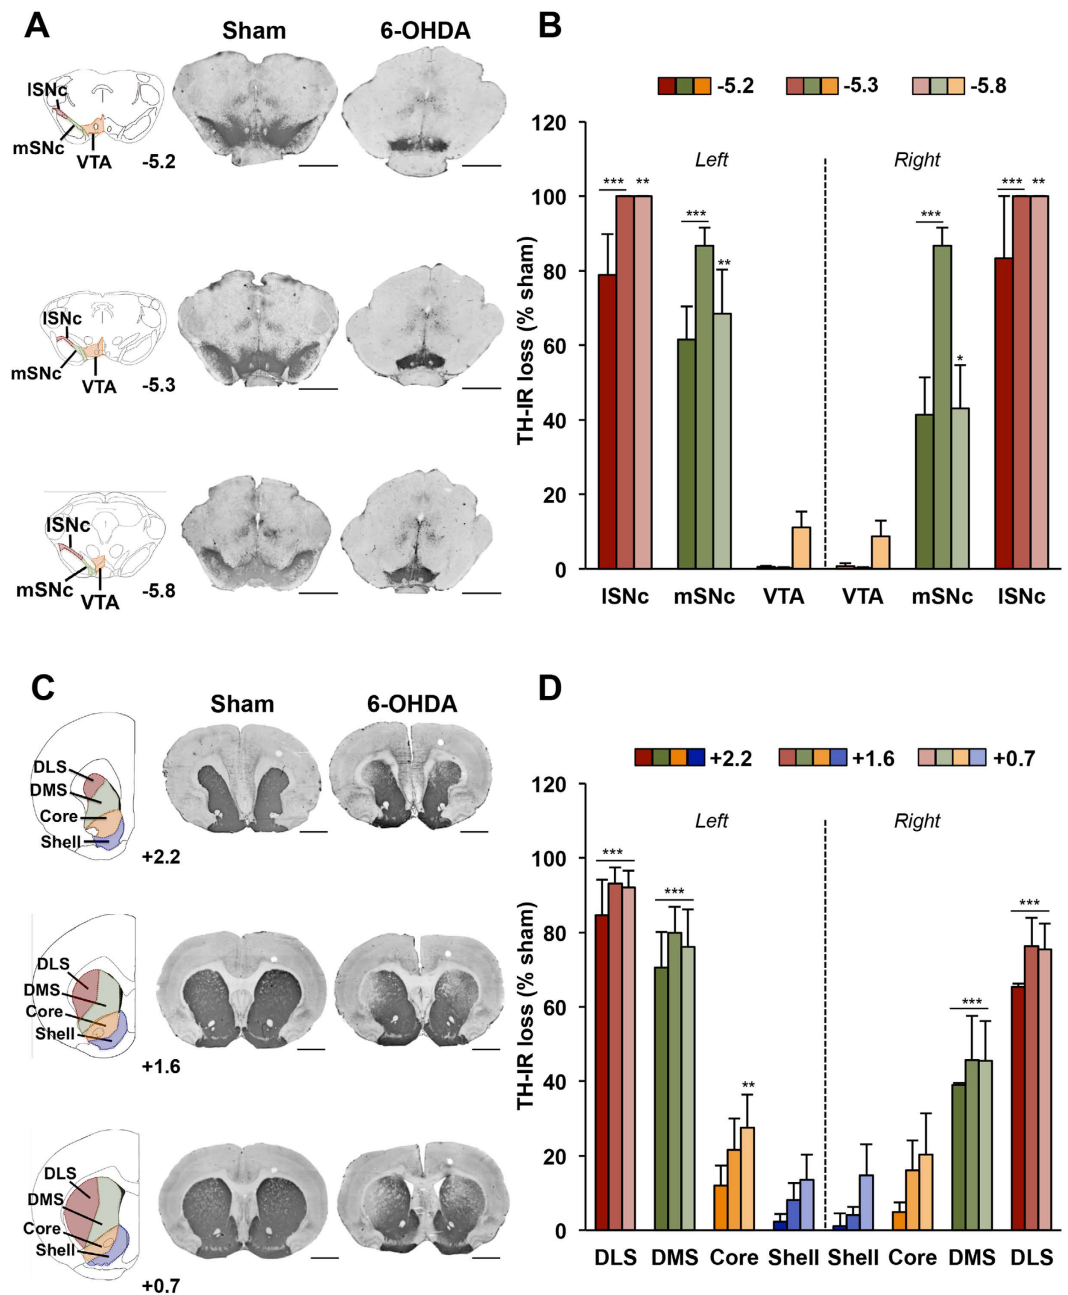 A
Sham
6-OHDA
lSNc
mSNc
VTA
-5.2
lSNc
mSNc
VTA
-5.3
lSNc
mSNc
VTA
-5.8
B
-5.2
-5.3
-5.8
TH-IR loss (% sham)
120
100
80
60
40
20
0
Left
Right
*** **
***
**
***
*
*** **
lSNc mSNc VTA VTA mSNc lSNc
C
Sham
6-OHDA
DLS
DMS
Core
Shell
+2.2
DLS
DMS
Core
Shell
+1.6
DLS
DMS
Core
Shell
+0.7
D
+2.2
+1.6
+0.7
TH-IR loss (% sham)
120
100
80
60
40
20
0
Left
Right
***
***
**
***
***
DLS DMS Core Shell Shell Core DMS DLS